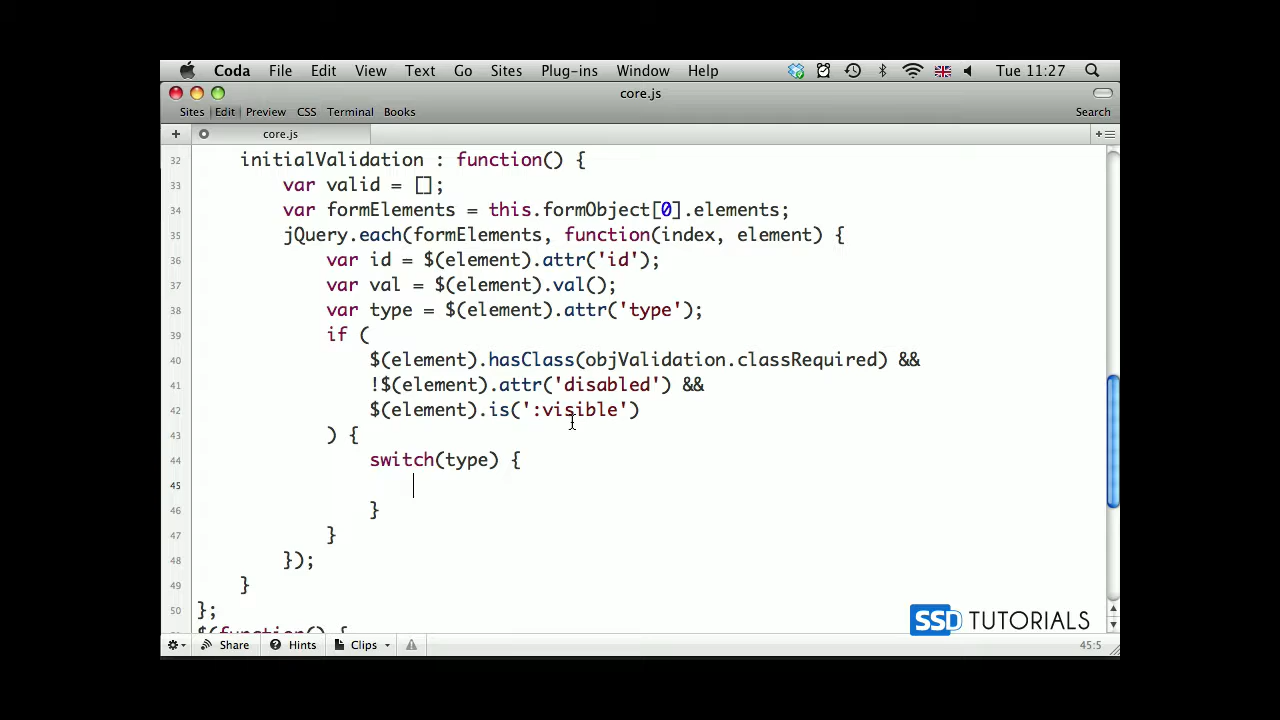 Coda File Edit View Text Go Sites Plug-ins Window Help Tue 11:27
core.js
Sites Edit Preview CSS Terminal Books Search
core.js
32 initialValidation : function() {
33 var valid = [];
34 var formElements = this.formObject[0].elements;
35 jQuery.each(formElements, function(index, element) {
36 var id = $(element).attr('id');
37 var val = $(element).val();
38 var type = $(element).attr('type');
39 if (
40 $(element).hasClass(objValidation.classRequired) &&
41 !$(element).attr('disabled') &&
42 $(element).is(':visible')
43 ) {
44 switch(type) {
45
46 }
47 }
48 });
49 }
50 };
$(function() {
SSD TUTORIALS
Share Hints Clips 45:5